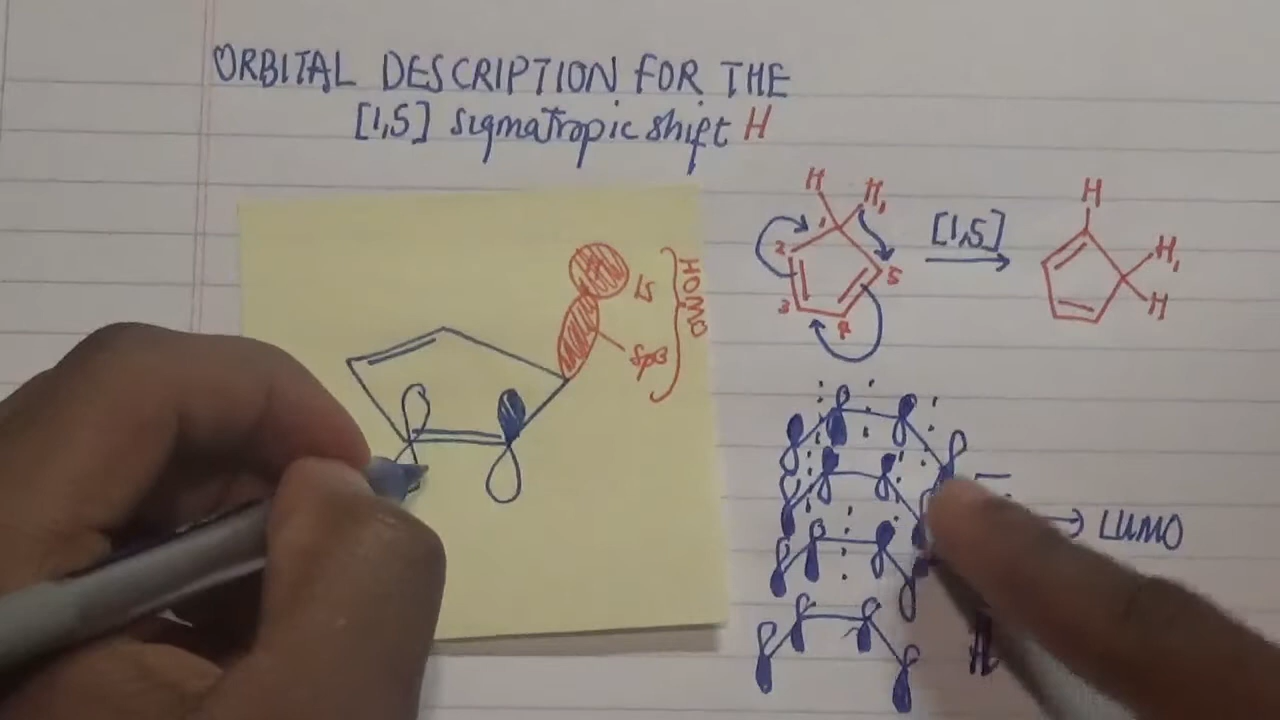 ORBITAL DESCRIPTION FOR THE
[1,5] sigmatropic shift H
H H1
1
2
5
3
4
[1,5]
H
H1
H
1s
sp3
HOMO
→ LUMO